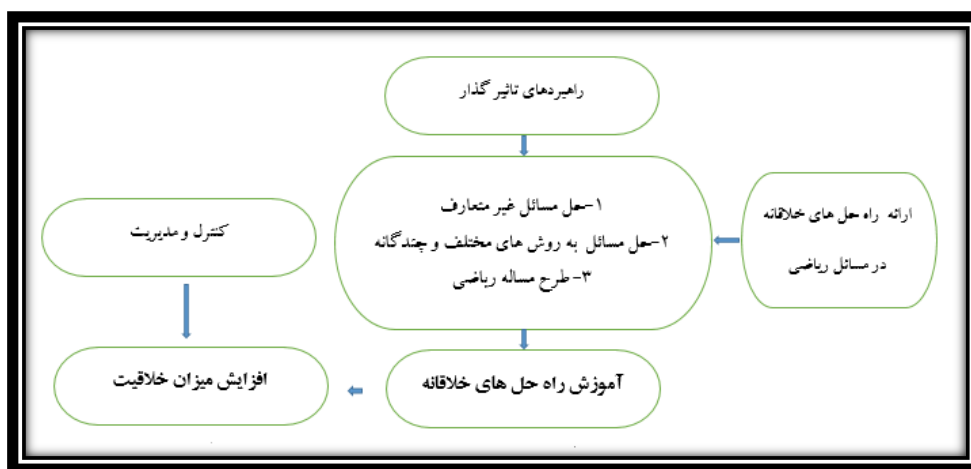 راهبردهای تاثیر گذار
۱-حل مسائل غیر متعارف
۲-حل مسائل به روش های مختلف و چندگانه
۳- طرح مساله ریاضی
ارائه راه حل های خلاقانه
در مسائل ریاضی
کنترل و مدیریت
آموزش راه حل های خلاقانه
افزایش میزان خلاقیت